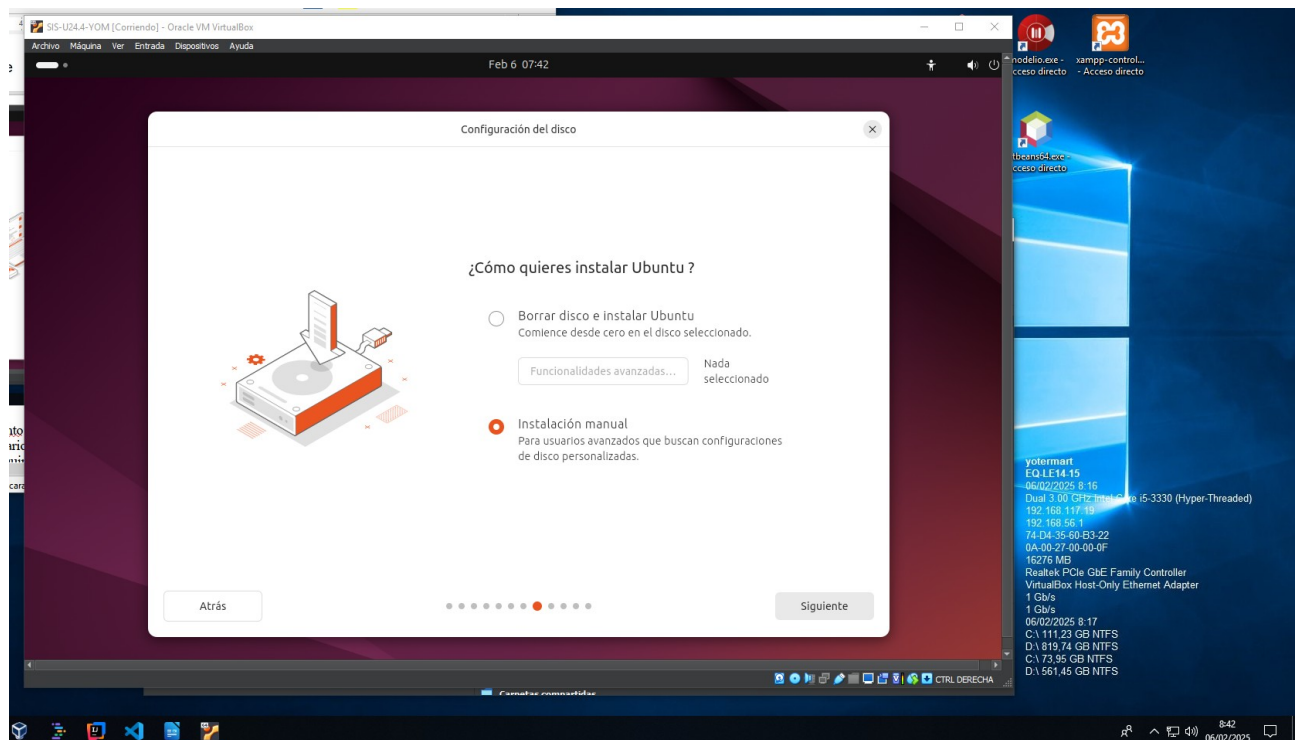 SIS-U24.4-YOM [Corriendo] - Oracle VM VirtualBox
Archivo Máquina Ver Entrada Dispositivos Ayuda
Feb 6 07:42
Configuración del disco
¿Cómo quieres instalar Ubuntu ?
Borrar disco e instalar Ubuntu
Comience desde cero en el disco seleccionado.
Funcionalidades avanzadas...
Nada
seleccionado
Instalación manual
Para usuarios avanzados que buscan configuraciones
de disco personalizadas.
Atrás
Siguiente
CTRL DERECHA
Carpetas compartidas
modelio.exe -
cceso directo
xampp-control...
- Acceso directo
tbeans64.exe -
cceso directo
yotermart
EQ-LE14-15
06/02/2025 8:16
Dual 3.00 GHz Intel Core i5-3330 (Hyper-Threaded)
192.168.117.19
192.168.56.1
74-D4-35-60-B3-22
0A-00-27-00-00-0F
16276 MB
Realtek PCIe GbE Family Controller
VirtualBox Host-Only Ethernet Adapter
1 Gb/s
1 Gb/s
06/02/2025 8:17
C:\ 111,23 GB NTFS
D:\ 819,74 GB NTFS
C:\ 73,95 GB NTFS
D:\ 561,45 GB NTFS
8:42
06/02/2025